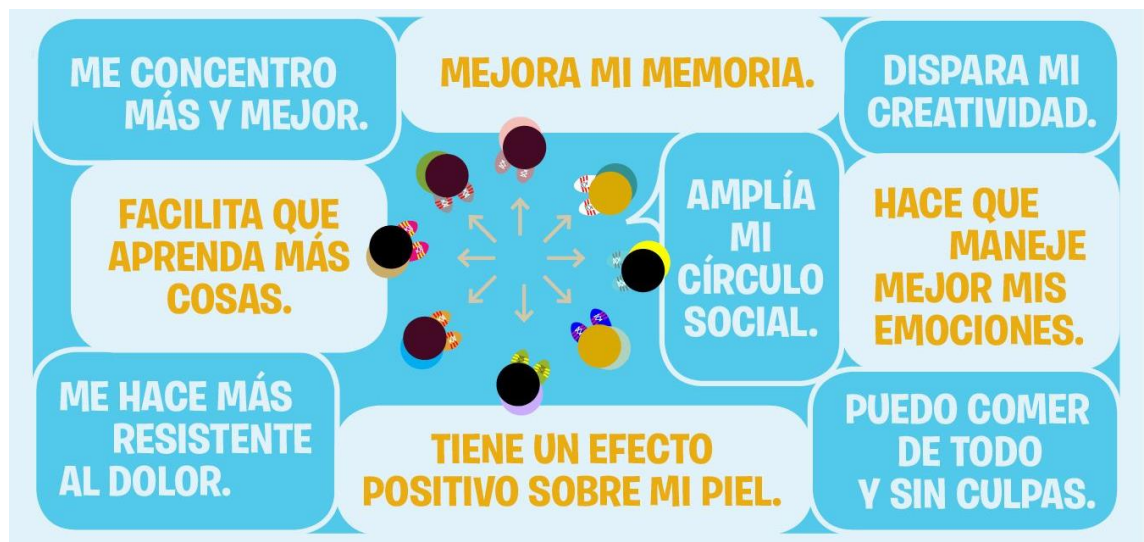 ME CONCENTRO
MÁS Y MEJOR.
MEJORA MI MEMORIA.
DISPARA MI
CREATIVIDAD.
FACILITA QUE
APRENDA MÁS
COSAS.
AMPLÍA
MI
CÍRCULO
SOCIAL.
HACE QUE
MANEJE
MEJOR MIS
EMOCIONES.
ME HACE MÁS
RESISTENTE
AL DOLOR.
TIENE UN EFECTO
POSITIVO SOBRE MI PIEL.
PUEDO COMER
DE TODO
Y SIN CULPAS.